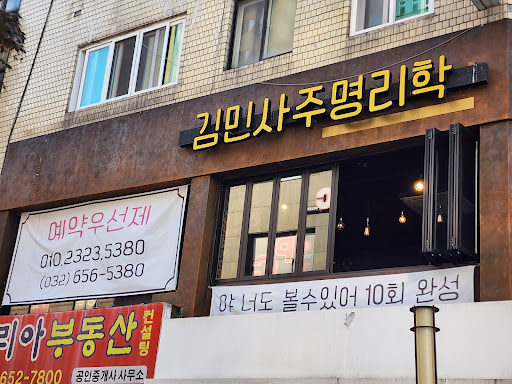 김민사주명리학
예약우선제
010.2323.5380
(032) 656-5380
야 너도 볼수있어 10회 완성
리아부동산 컨설팅
652-7800
공인중개사 사무소